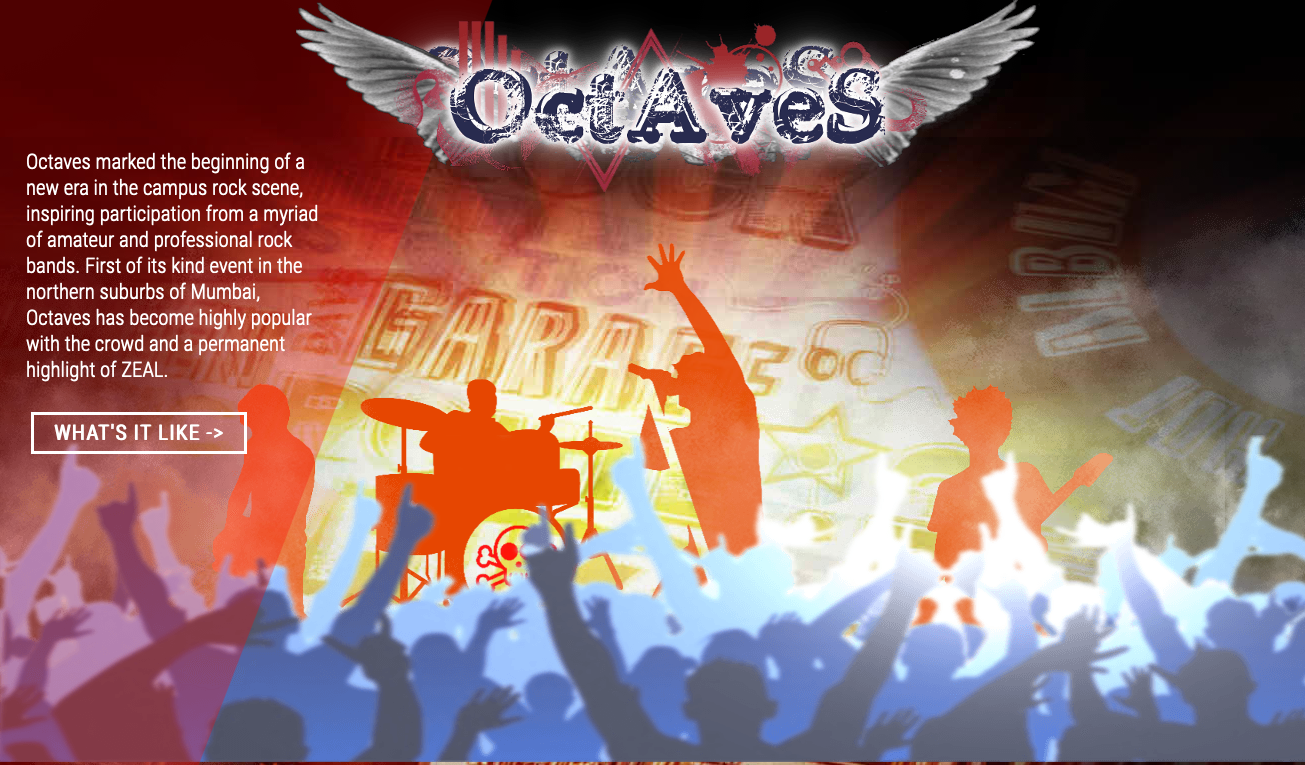 OctAveS
Octaves marked the beginning of a
new era in the campus rock scene,
inspiring participation from a myriad
of amateur and professional rock
bands. First of its kind event in the
northern suburbs of Mumbai,
Octaves has become highly popular
with the crowd and a permanent
highlight of ZEAL.
GARAGE
ALBUM
WHAT'S IT LIKE ->